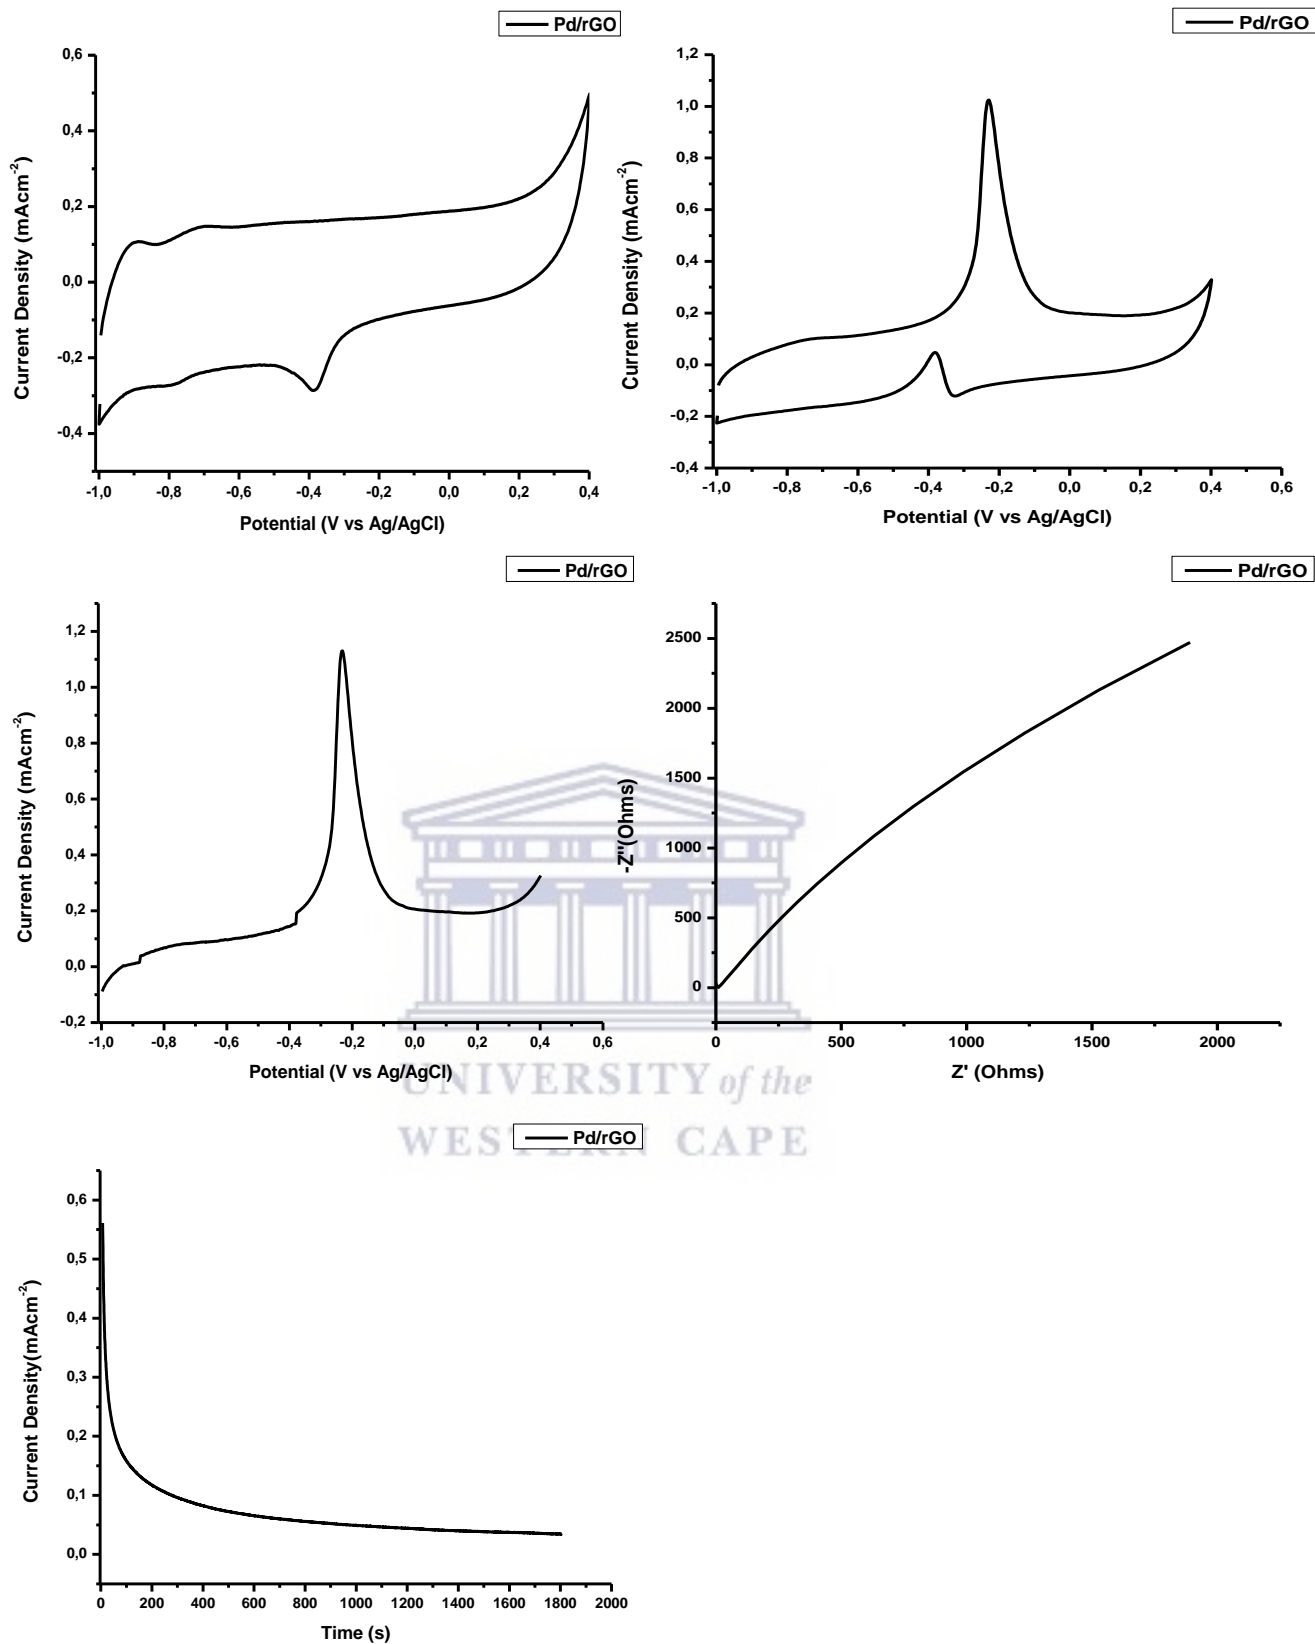 Pd/rGO
0,6
0,4
0,2
0,0
-0,2
-0,4
Current Density (mAcm-2)
-1,0 -0,8 -0,6 -0,4 -0,2 0,0 0,2 0,4
Potential (V vs Ag/AgCl)
Pd/rGO
1,2
1,0
0,8
0,6
0,4
0,2
0,0
-0,2
-0,4
Current Density (mAcm-2)
-1,0 -0,8 -0,6 -0,4 -0,2 0,0 0,2 0,4 0,6
Potential (V vs Ag/AgCl)
Pd/rGO
1,2
1,0
0,8
0,6
0,4
0,2
0,0
-0,2
Current Density (mAcm-2)
-1,0 -0,8 -0,6 -0,4 -0,2 0,0 0,2 0,4 0,6
Potential (V vs Ag/AgCl)
Pd/rGO
2500
2000
1500
1000
500
0
-Z''(Ohms)
0 500 1000 1500 2000
Z' (Ohms)
UNIVERSITY of the
WESTERN CAPE
Pd/rGO
0,6
0,5
0,4
0,3
0,2
0,1
0,0
Current Density(mAcm-2)
0 200 400 600 800 1000 1200 1400 1600 1800 2000
Time (s)